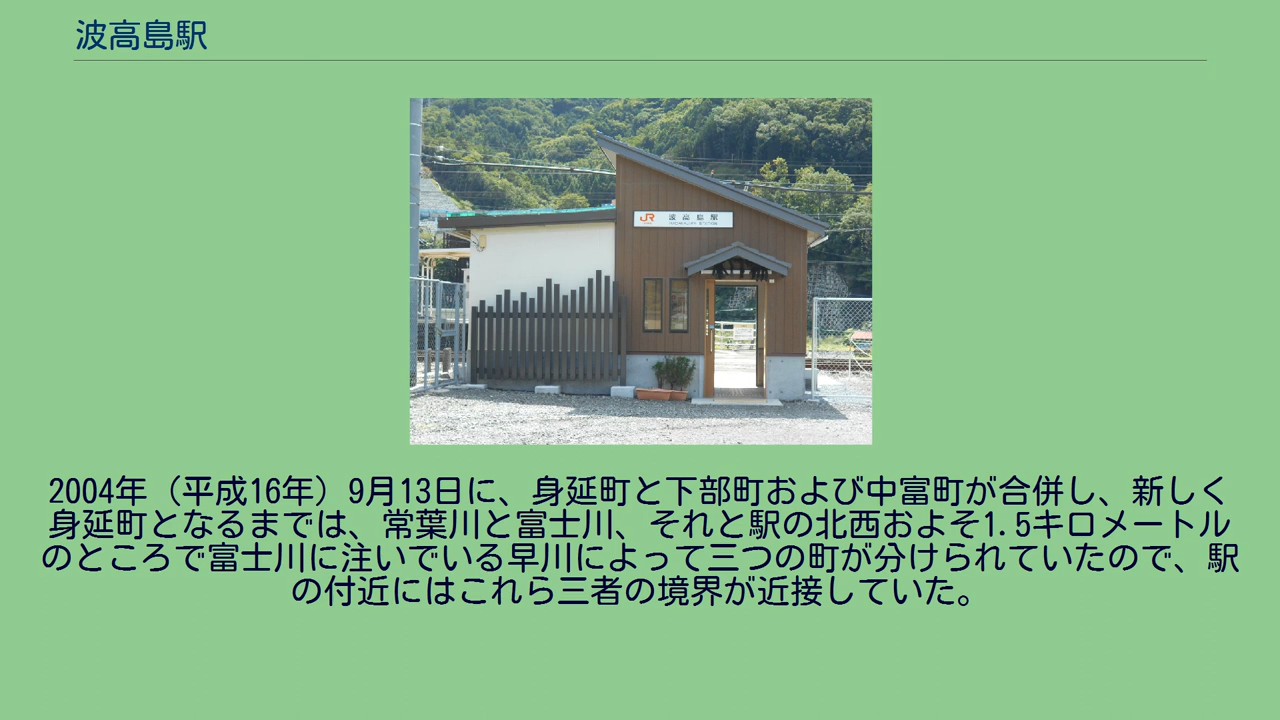 波高島駅
JR 波高島駅
2004年（平成16年）9月13日に、身延町と下部町および中富町が合併し、新しく
身延町となるまでは、常葉川と富士川、それと駅の北西およそ1.5キロメートル
のところで富士川に注いでいる早川によって三つの町が分けられていたので、駅
の付近にはこれら三者の境界が近接していた。